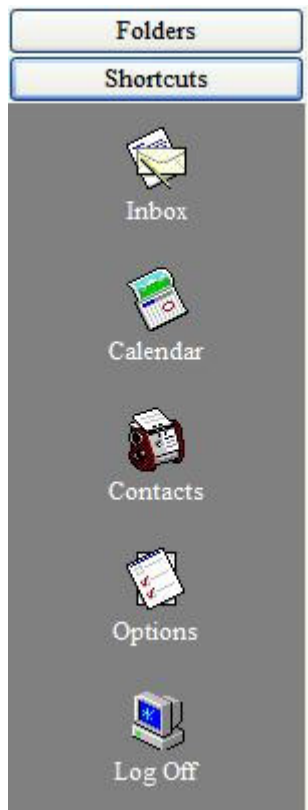 Folders
Shortcuts
Inbox
Calendar
Contacts
Options
Log Off